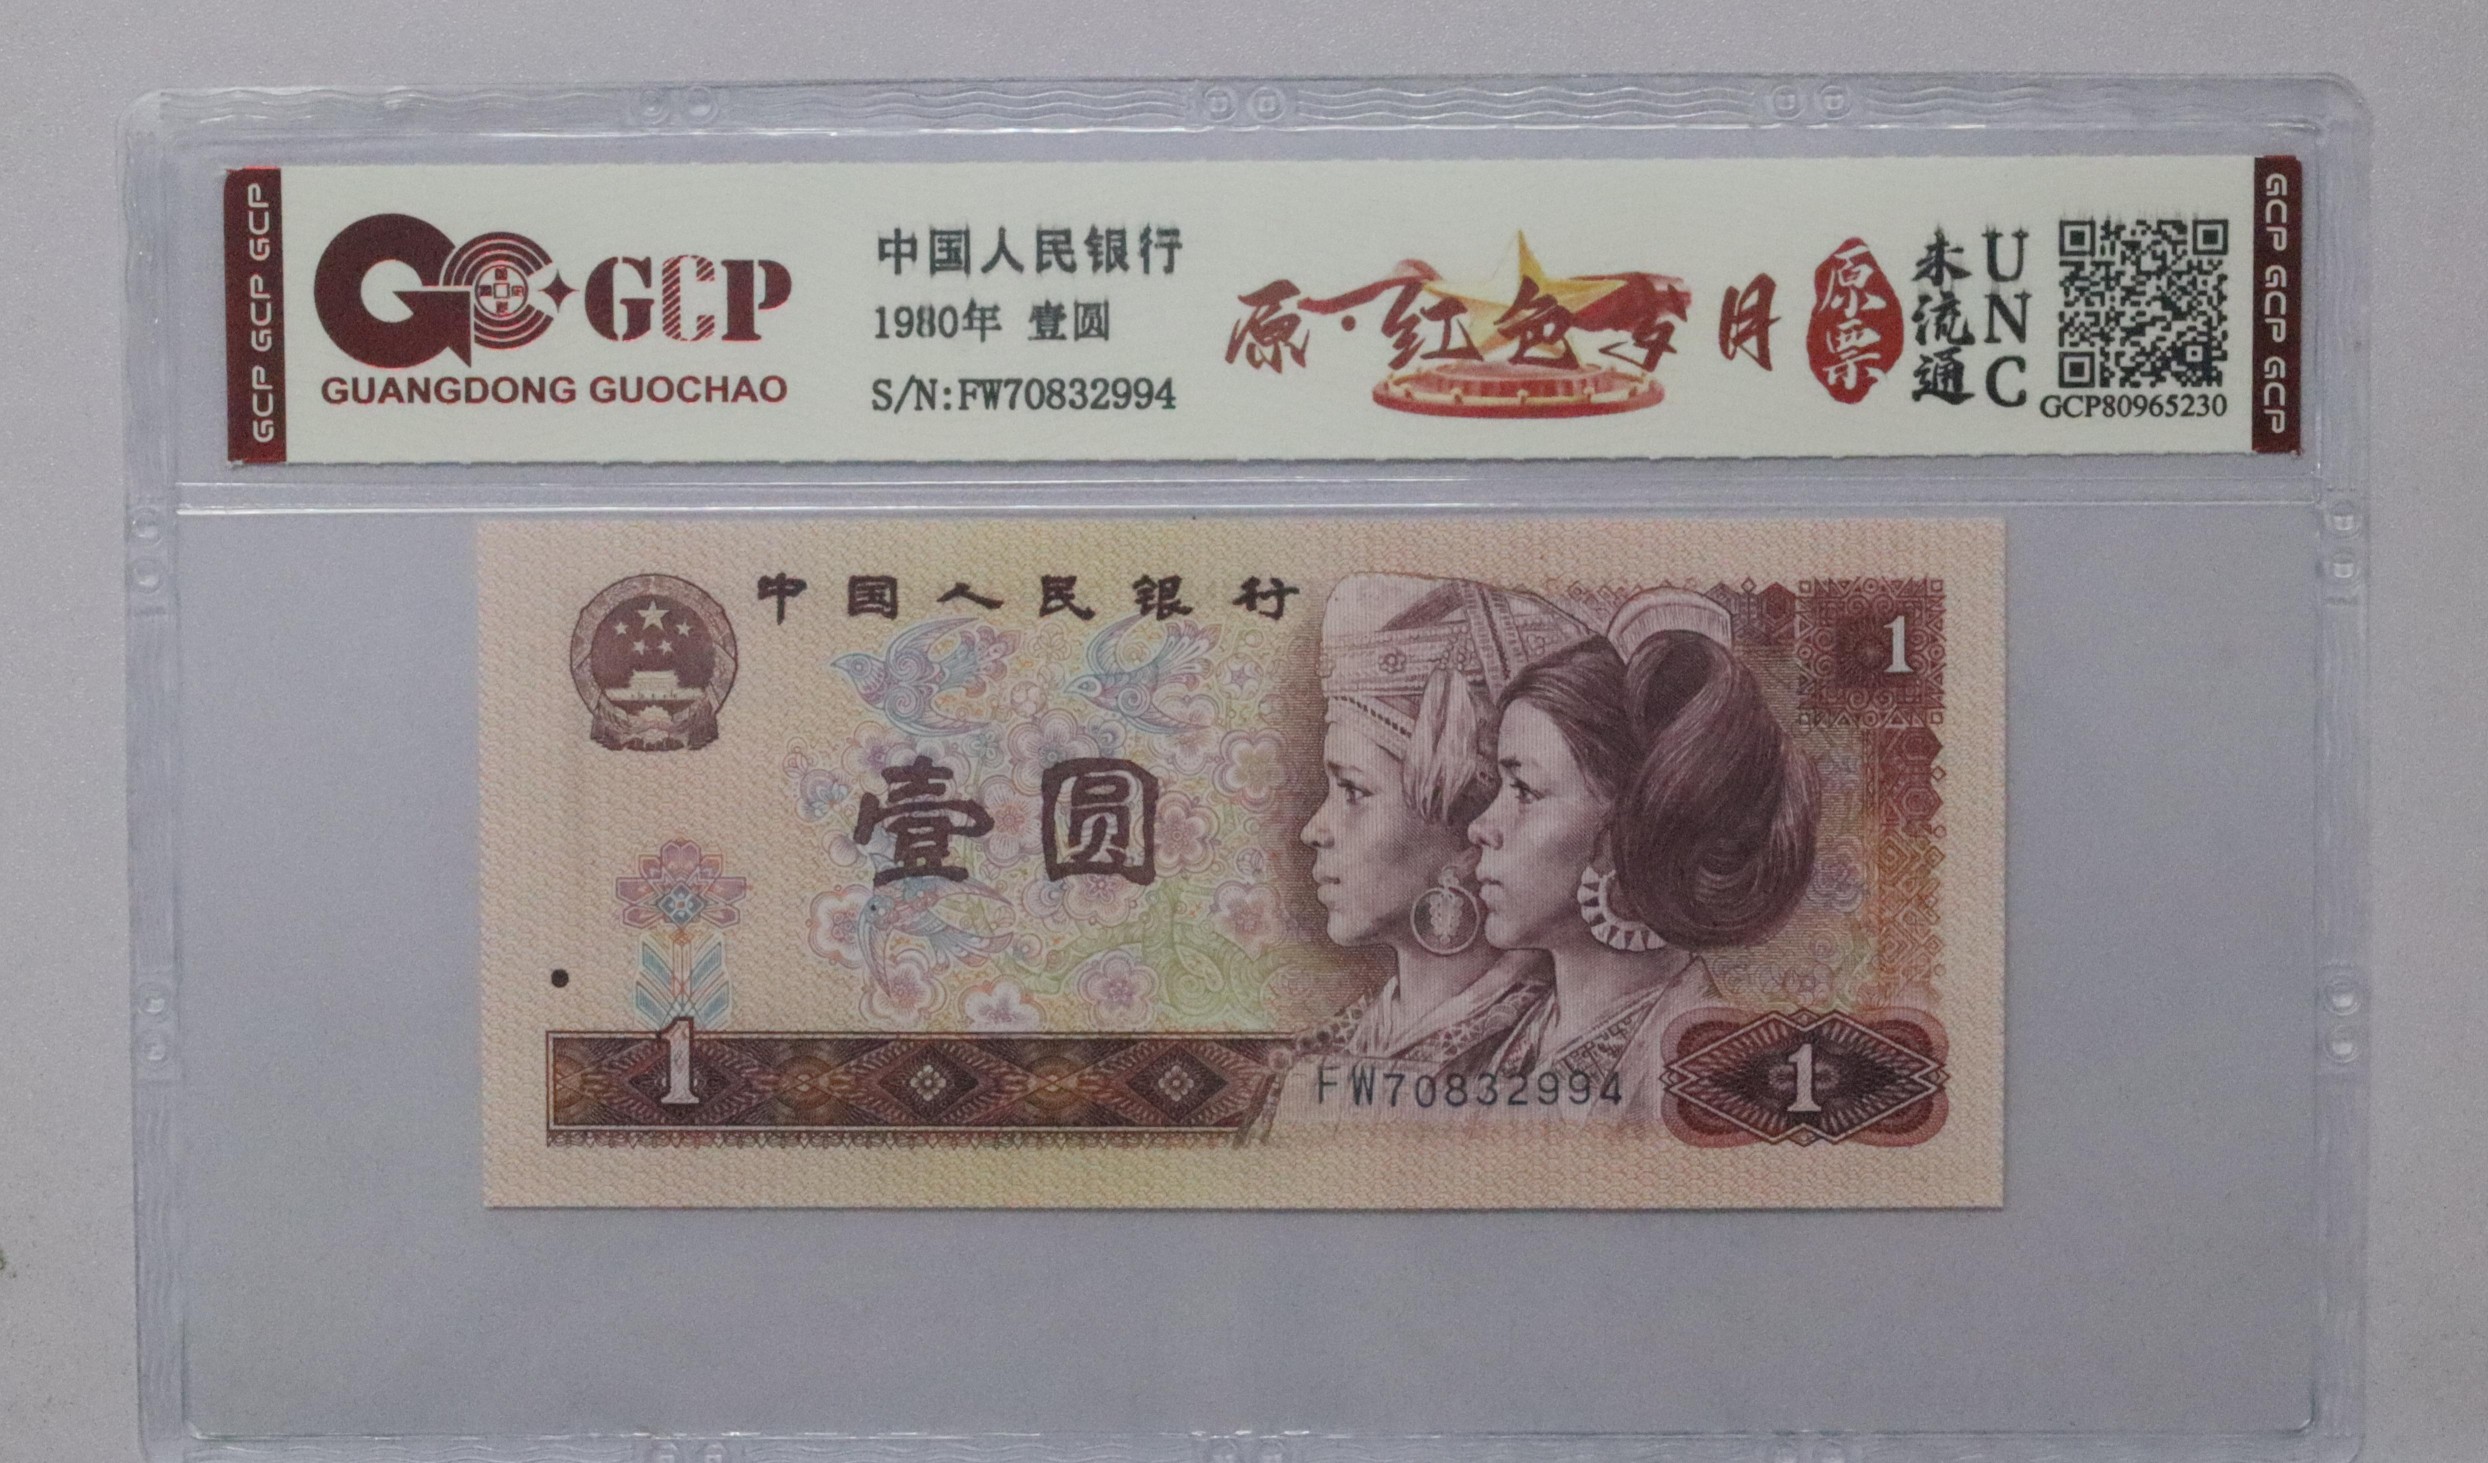 GCP GCP GCP
GCP
GUANGDONG GUOCHAO
中国人民银行
1980年 壹圆
S/N:FW70832994
原·红色岁月
原票
未流通
UNC
GCP80965230
GCP GCP GCP
中国人民银行
1
壹圆
1
FW70832994
1